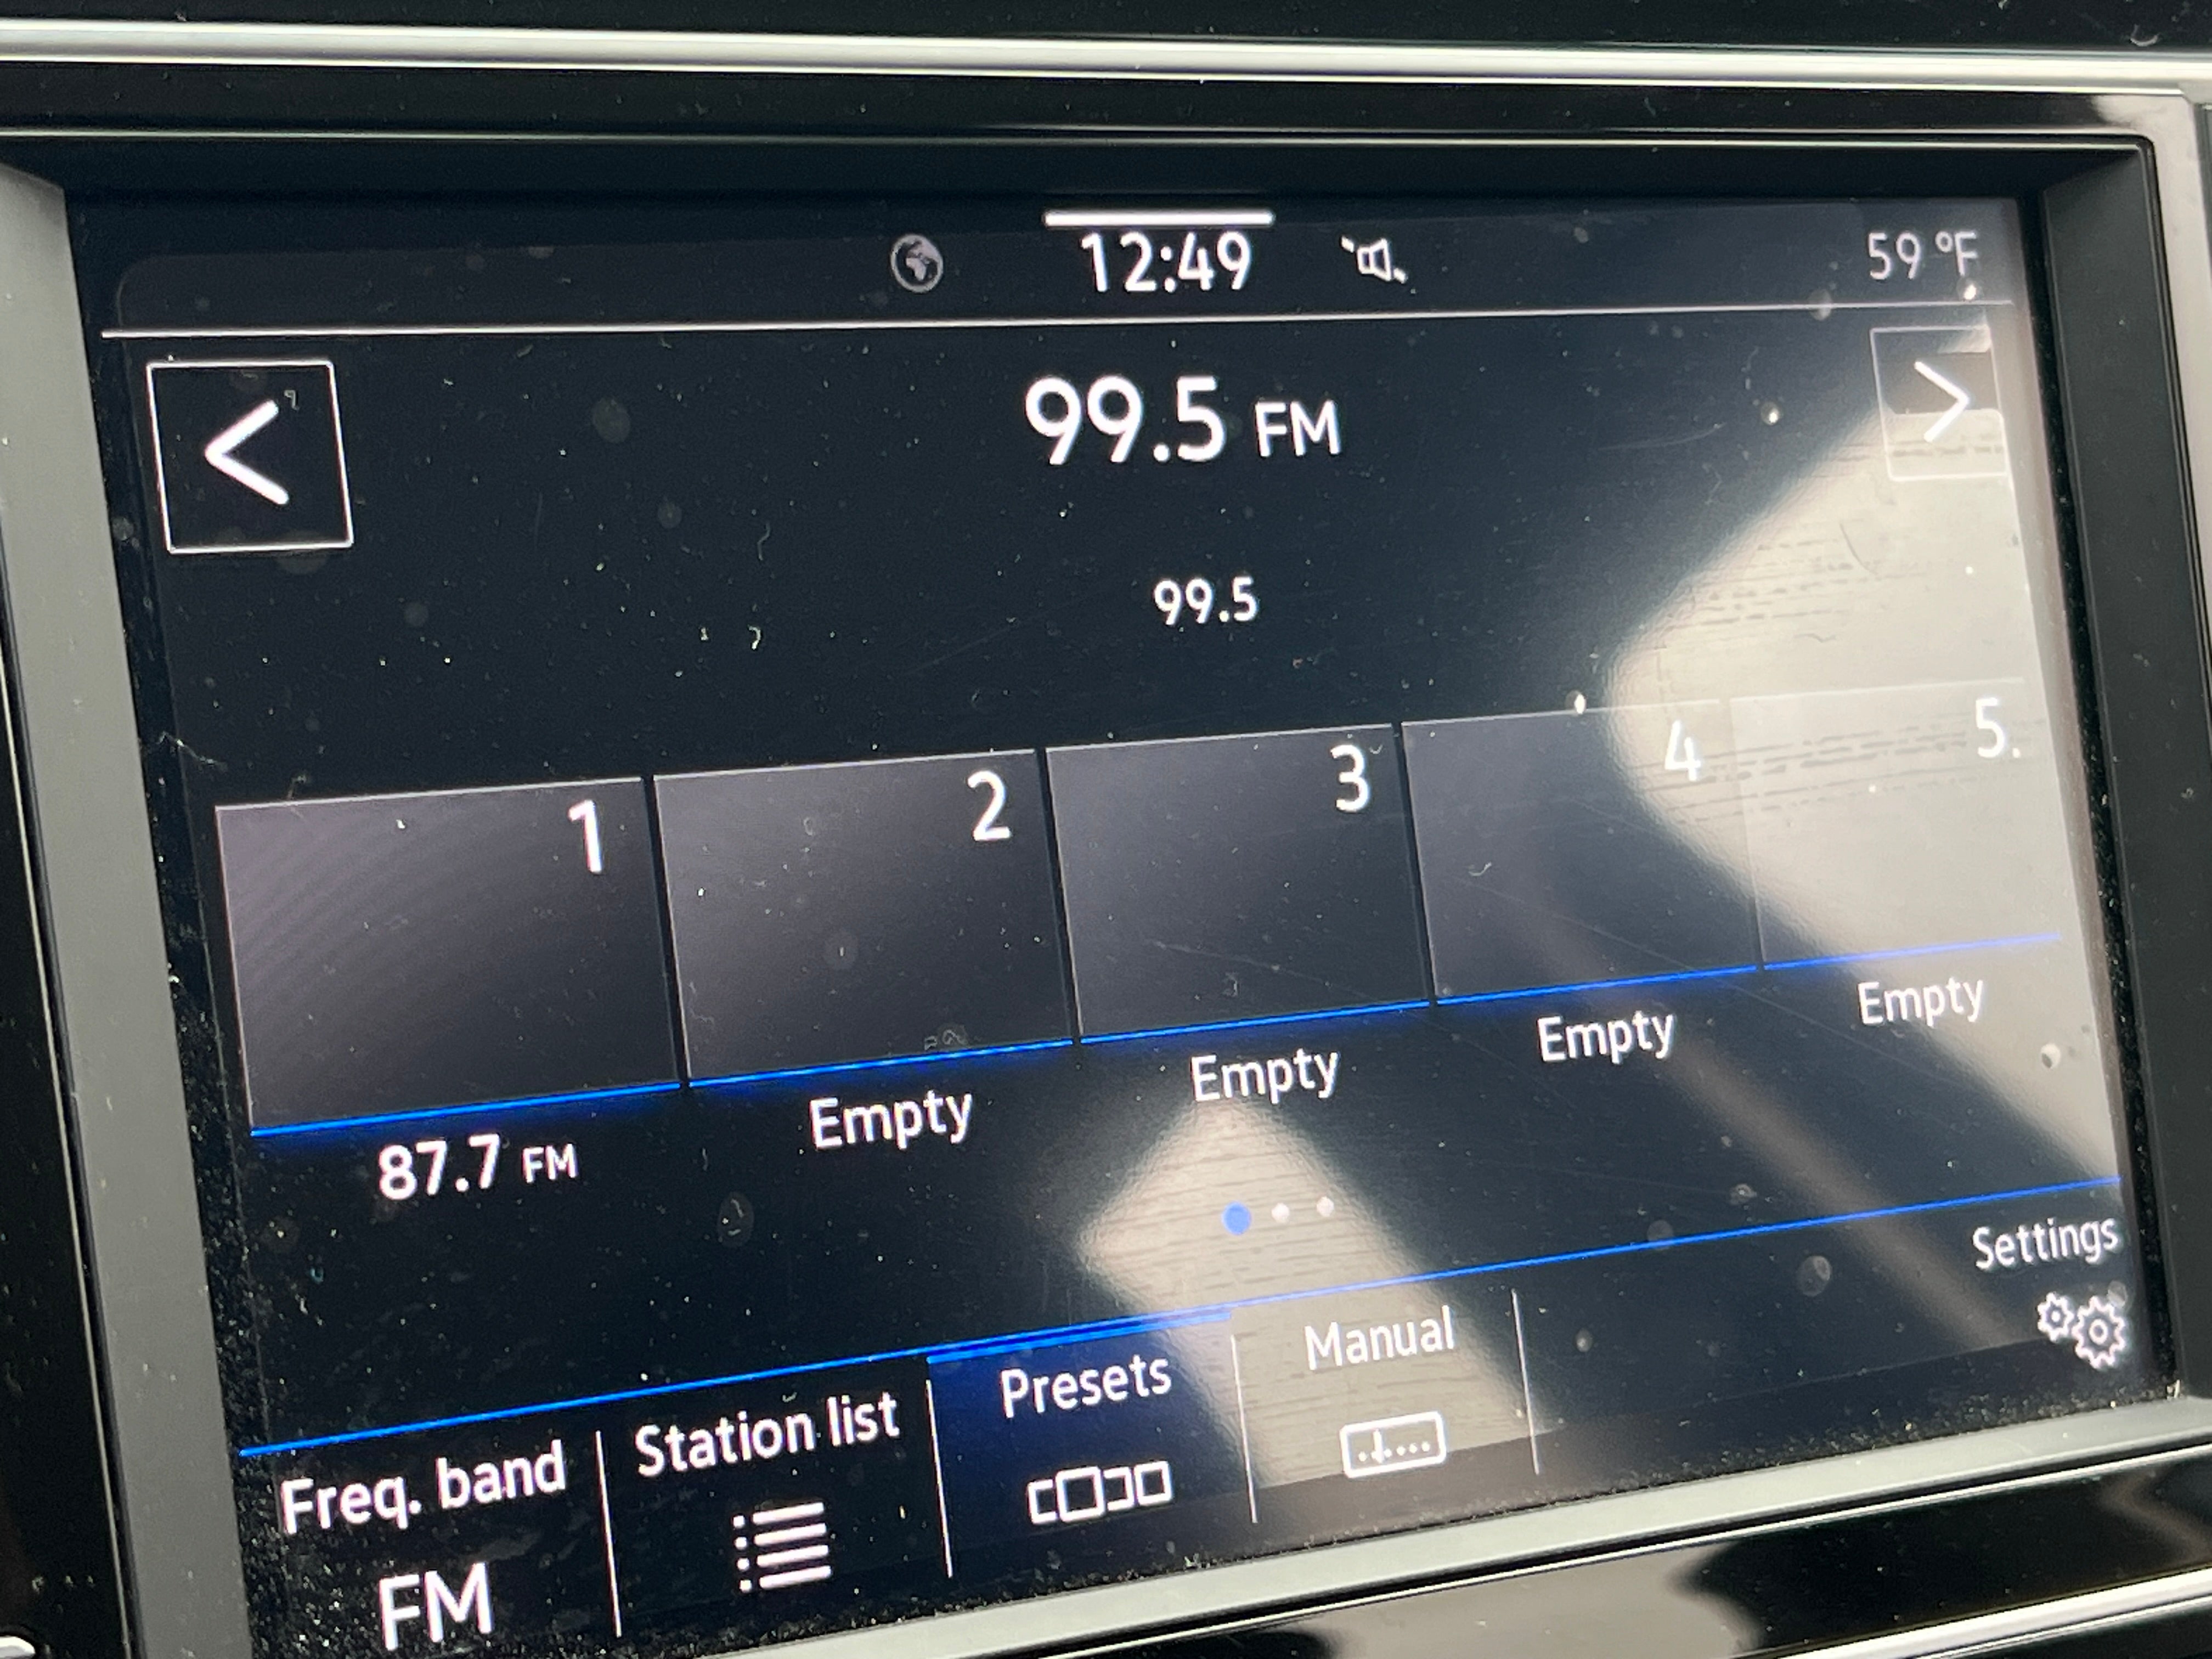 12:49
59 °F
<
99.5 FM
>
99.5
1
2
3
4
5.
87.7 FM
Empty
Empty
Empty
Empty
Freq. band
FM
Station list
Presets
Manual
Settings